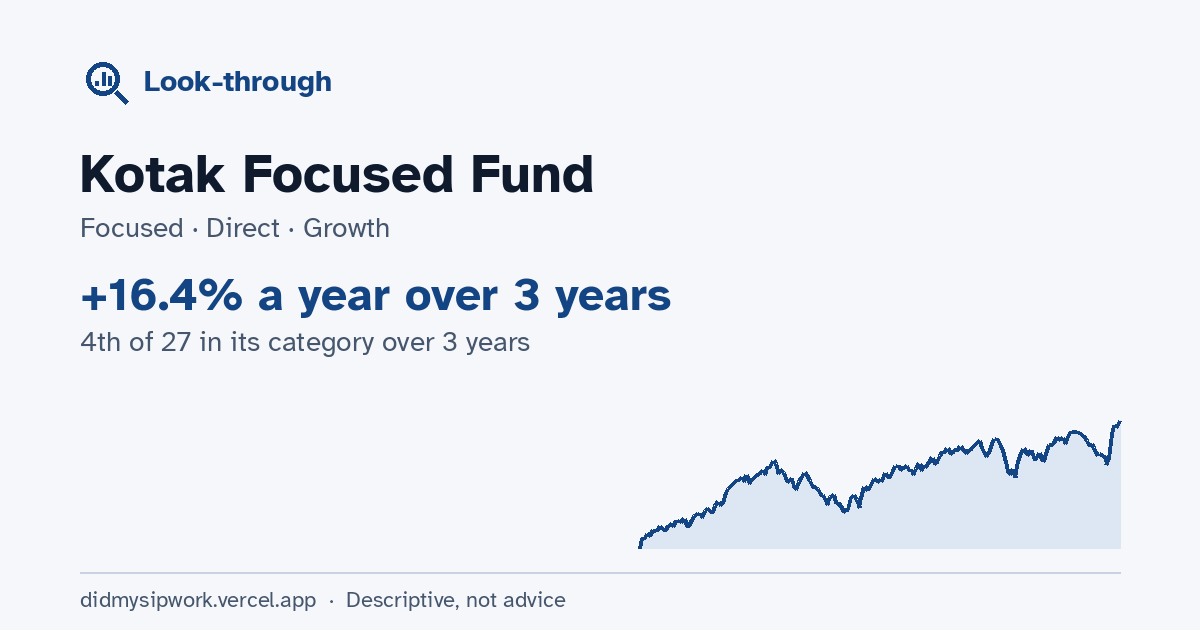 Look-through
Kotak Focused Fund
Focused · Direct · Growth
+16.4% a year over 3 years
4th of 27 in its category over 3 years
didmysipwork.vercel.app · Descriptive, not advice